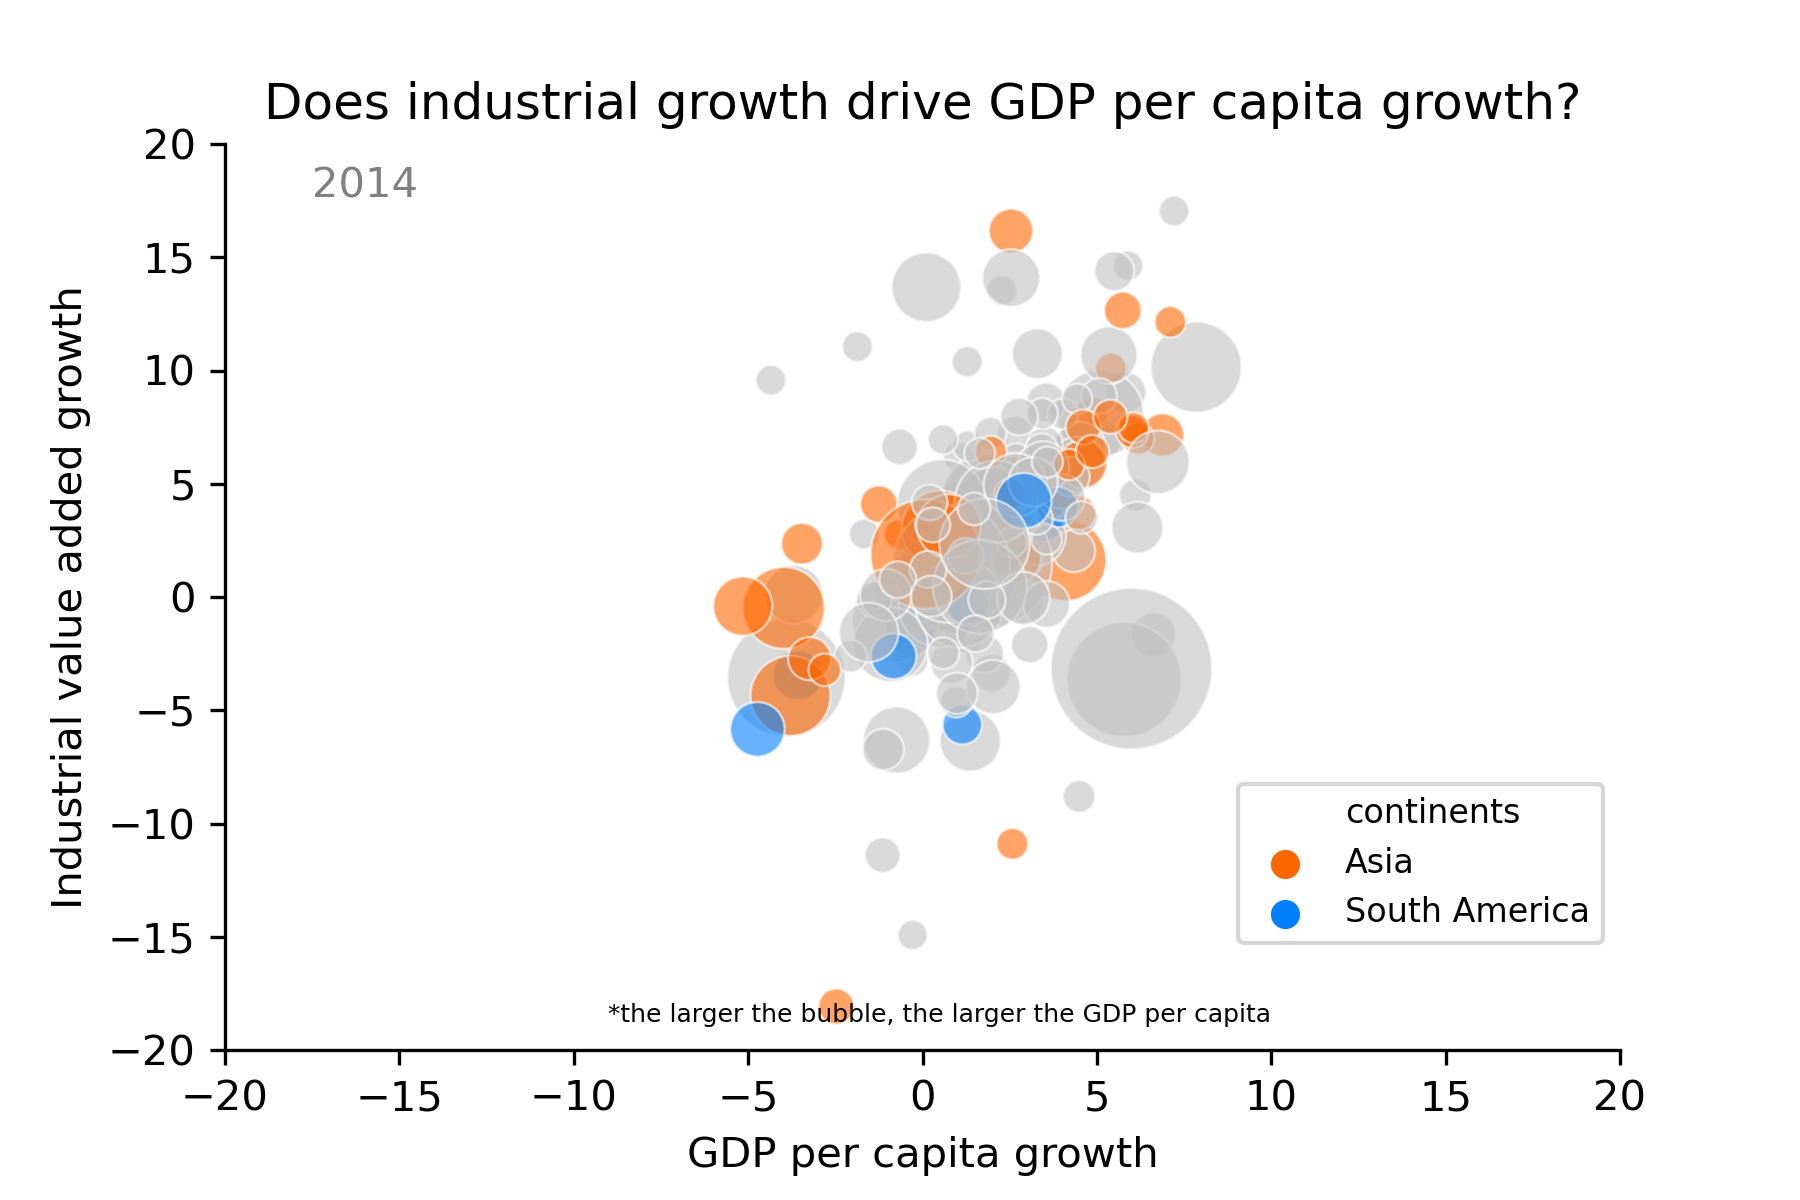 Does industrial growth drive GDP per capita growth?
2014
Industrial value added growth
20
15
10
5
0
−5
−10
−15
−20
continents
Asia
South America
*the larger the bubble, the larger the GDP per capita
−20 −15 −10 −5 0 5 10 15 20
GDP per capita growth